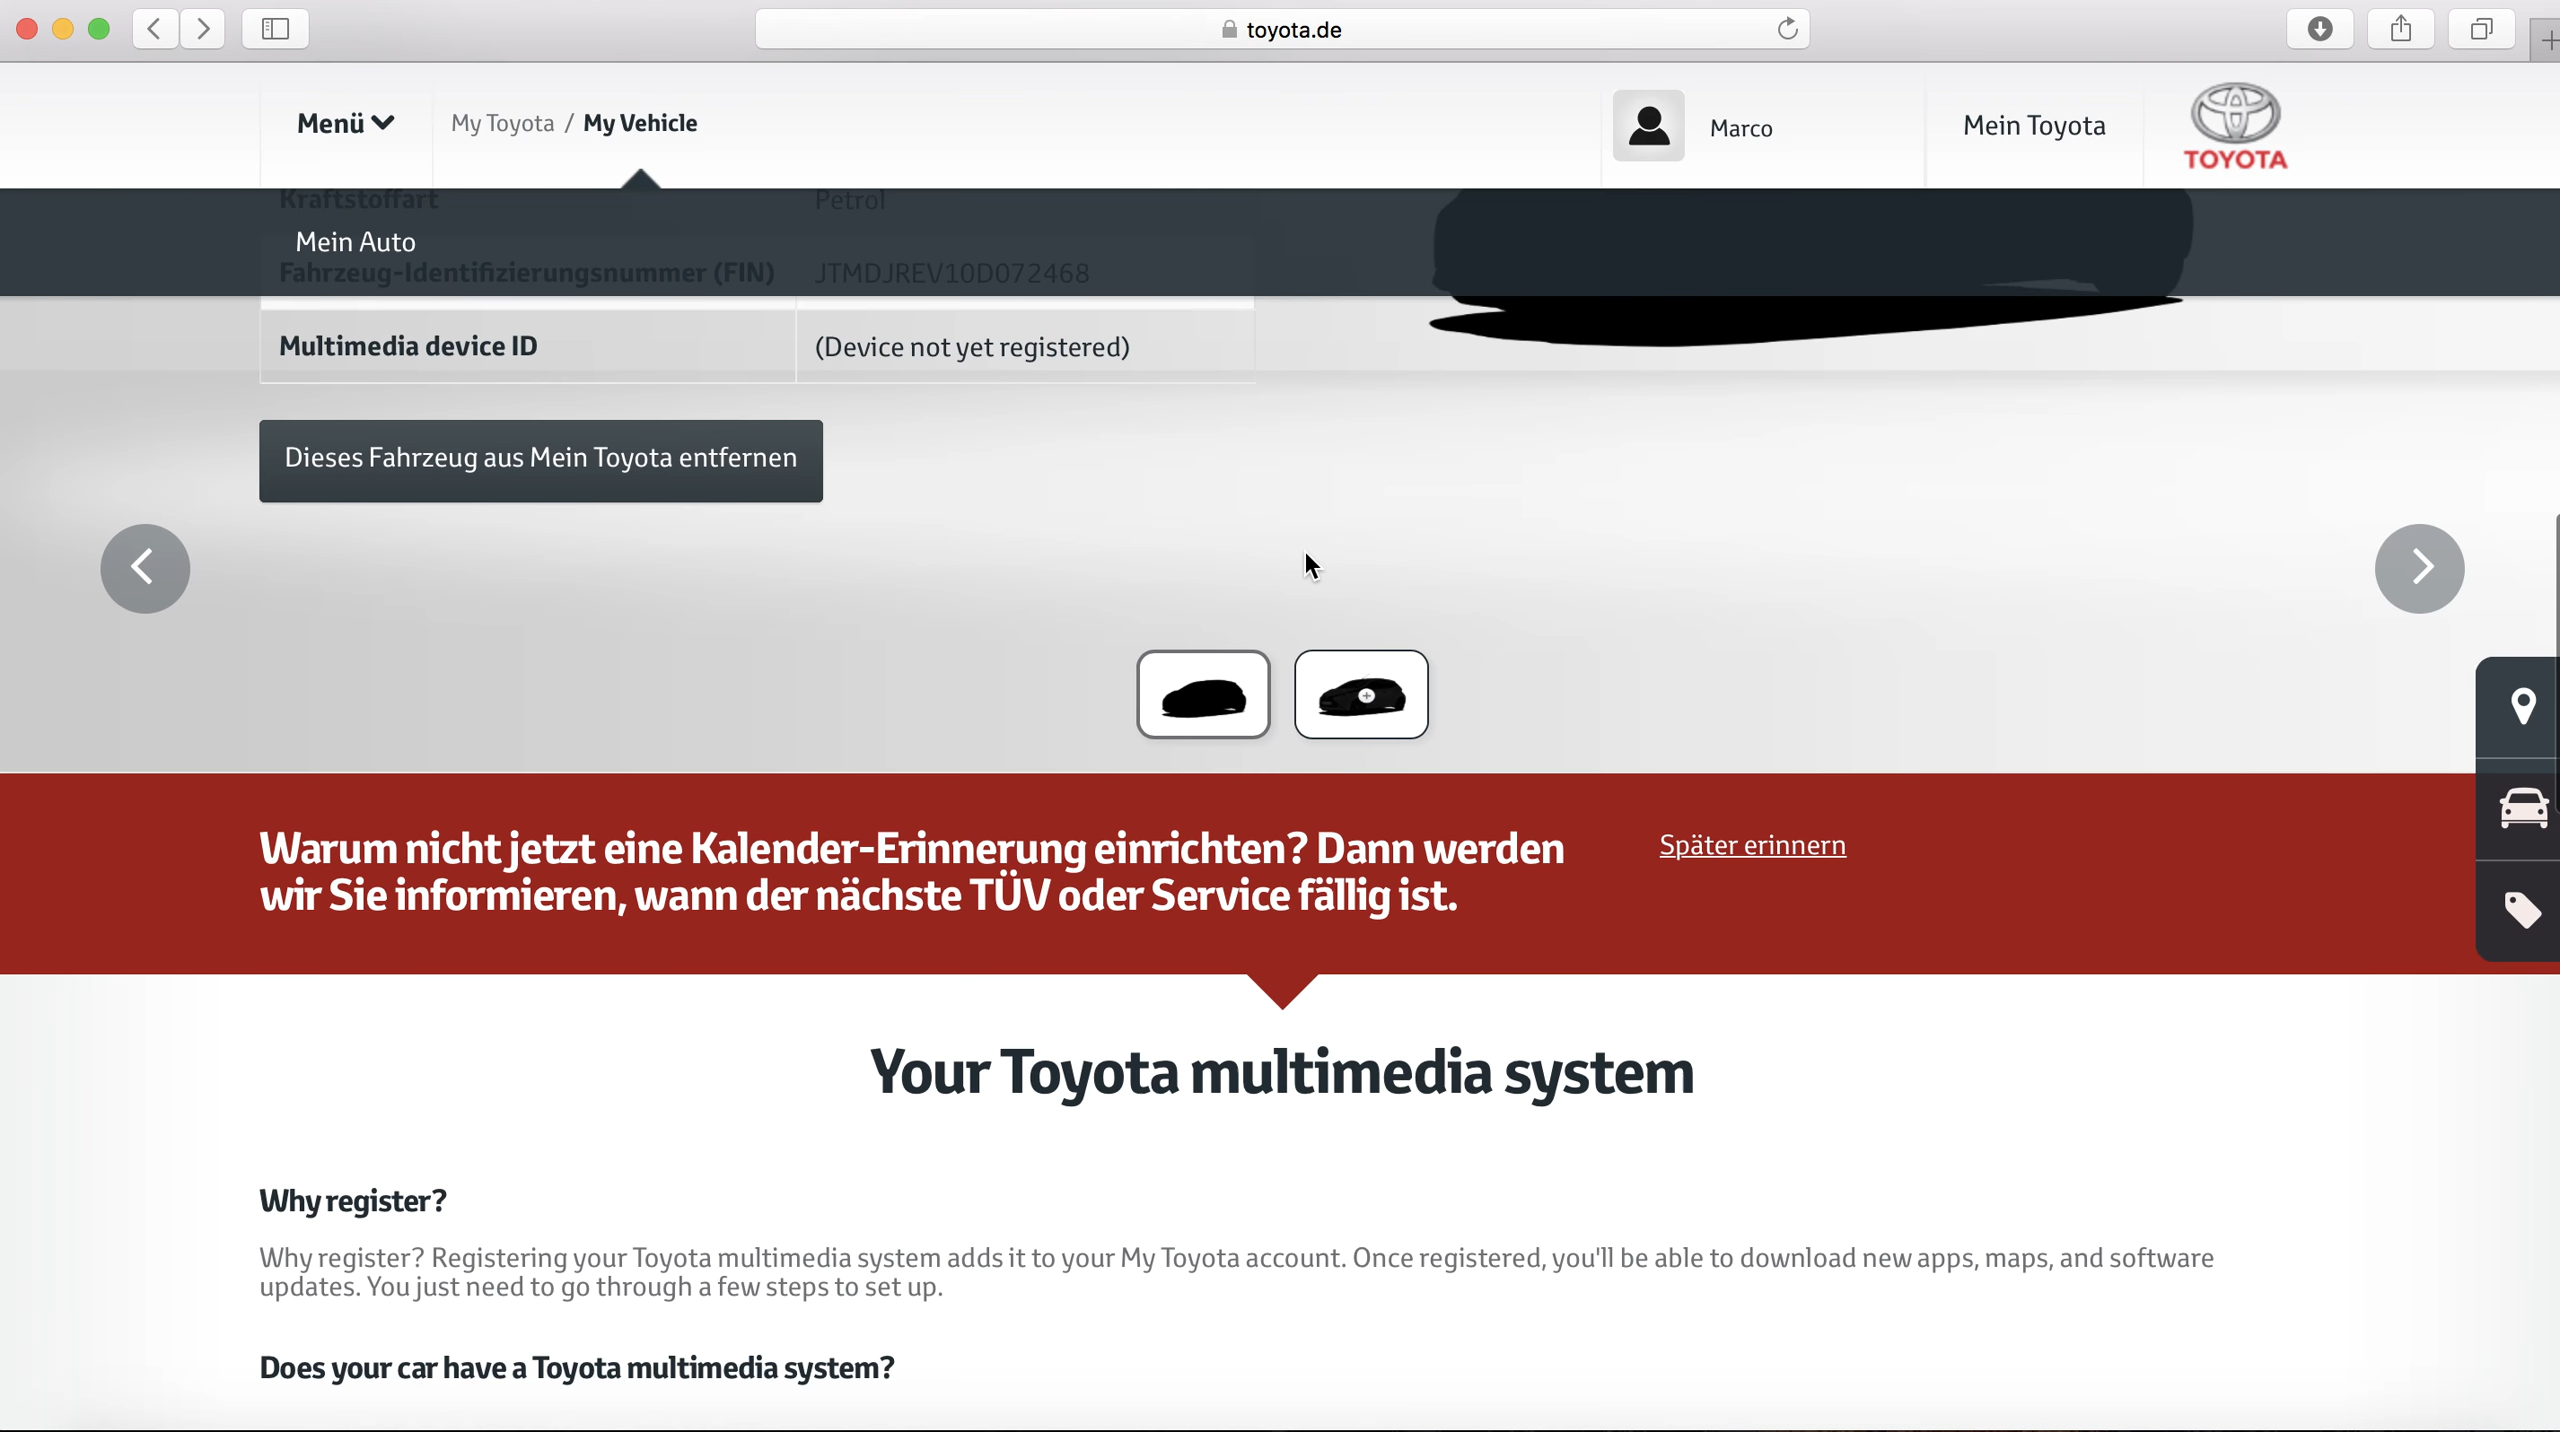 toyota.de
Menü
My Toyota / My Vehicle
Marco
Mein Toyota
TOYOTA
Kraftstoffart
Petrol
Mein Auto
Fahrzeug-Identifizierungsnummer (FIN)
JTMDJREV10D072468
Multimedia device ID
(Device not yet registered)
Dieses Fahrzeug aus Mein Toyota entfernen
Warum nicht jetzt eine Kalender-Erinnerung einrichten? Dann werden
wir Sie informieren, wann der nächste TÜV oder Service fällig ist.
Später erinnern
Your Toyota multimedia system
Why register?
Why register? Registering your Toyota multimedia system adds it to your My Toyota account. Once registered, you'll be able to download new apps, maps, and software
updates. You just need to go through a few steps to set up.
Does your car have a Toyota multimedia system?